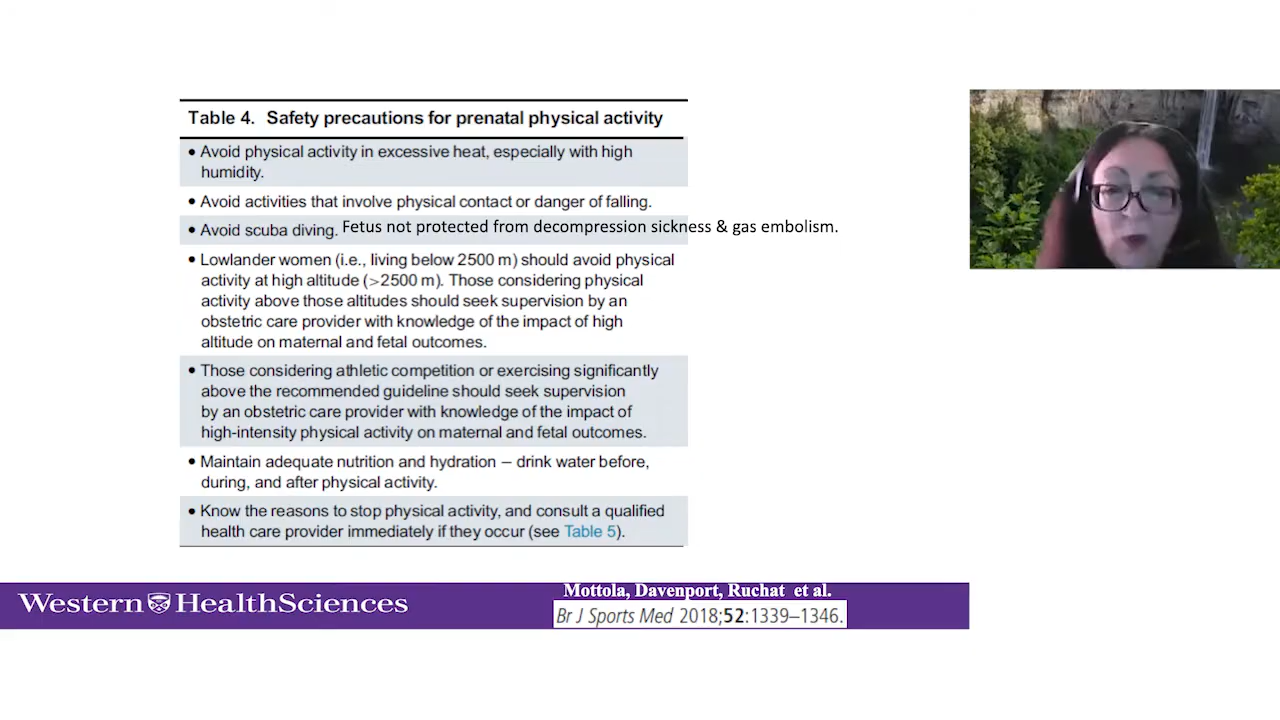 Table 4. Safety precautions for prenatal physical activity
• Avoid physical activity in excessive heat, especially with high
humidity.
• Avoid activities that involve physical contact or danger of falling.
• Avoid scuba diving. Fetus not protected from decompression sickness & gas embolism.
• Lowlander women (i.e., living below 2500 m) should avoid physical
activity at high altitude (>2500 m). Those considering physical
activity above those altitudes should seek supervision by an
obstetric care provider with knowledge of the impact of high
altitude on maternal and fetal outcomes.
• Those considering athletic competition or exercising significantly
above the recommended guideline should seek supervision
by an obstetric care provider with knowledge of the impact of
high-intensity physical activity on maternal and fetal outcomes.
• Maintain adequate nutrition and hydration – drink water before,
during, and after physical activity.
• Know the reasons to stop physical activity, and consult a qualified
health care provider immediately if they occur (see Table 5).
Western HealthSciences
Mottola, Davenport, Ruchat et al.
Br J Sports Med 2018;52:1339–1346.